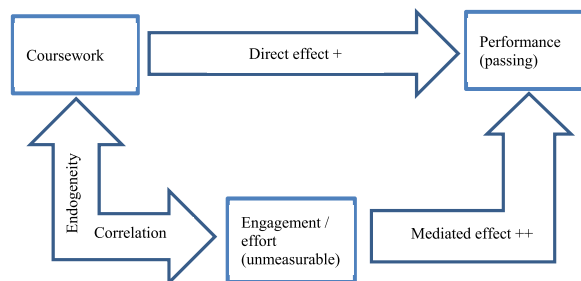 Coursework
Direct effect +
Performance
(passing)
Endogeneity
Correlation
Engagement /
effort
(unmeasurable)
Mediated effect ++